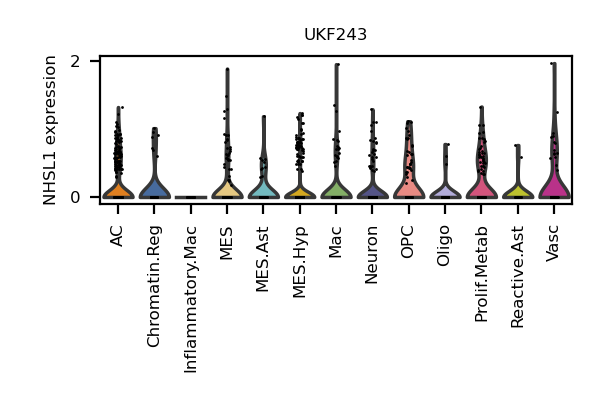 UKF243
NHSL1 expression
2
0
AC
Chromatin.Reg
Inflammatory.Mac
MES
MES.Ast
MES.Hyp
Mac
Neuron
OPC
Oligo
Prolif.Metab
Reactive.Ast
Vasc